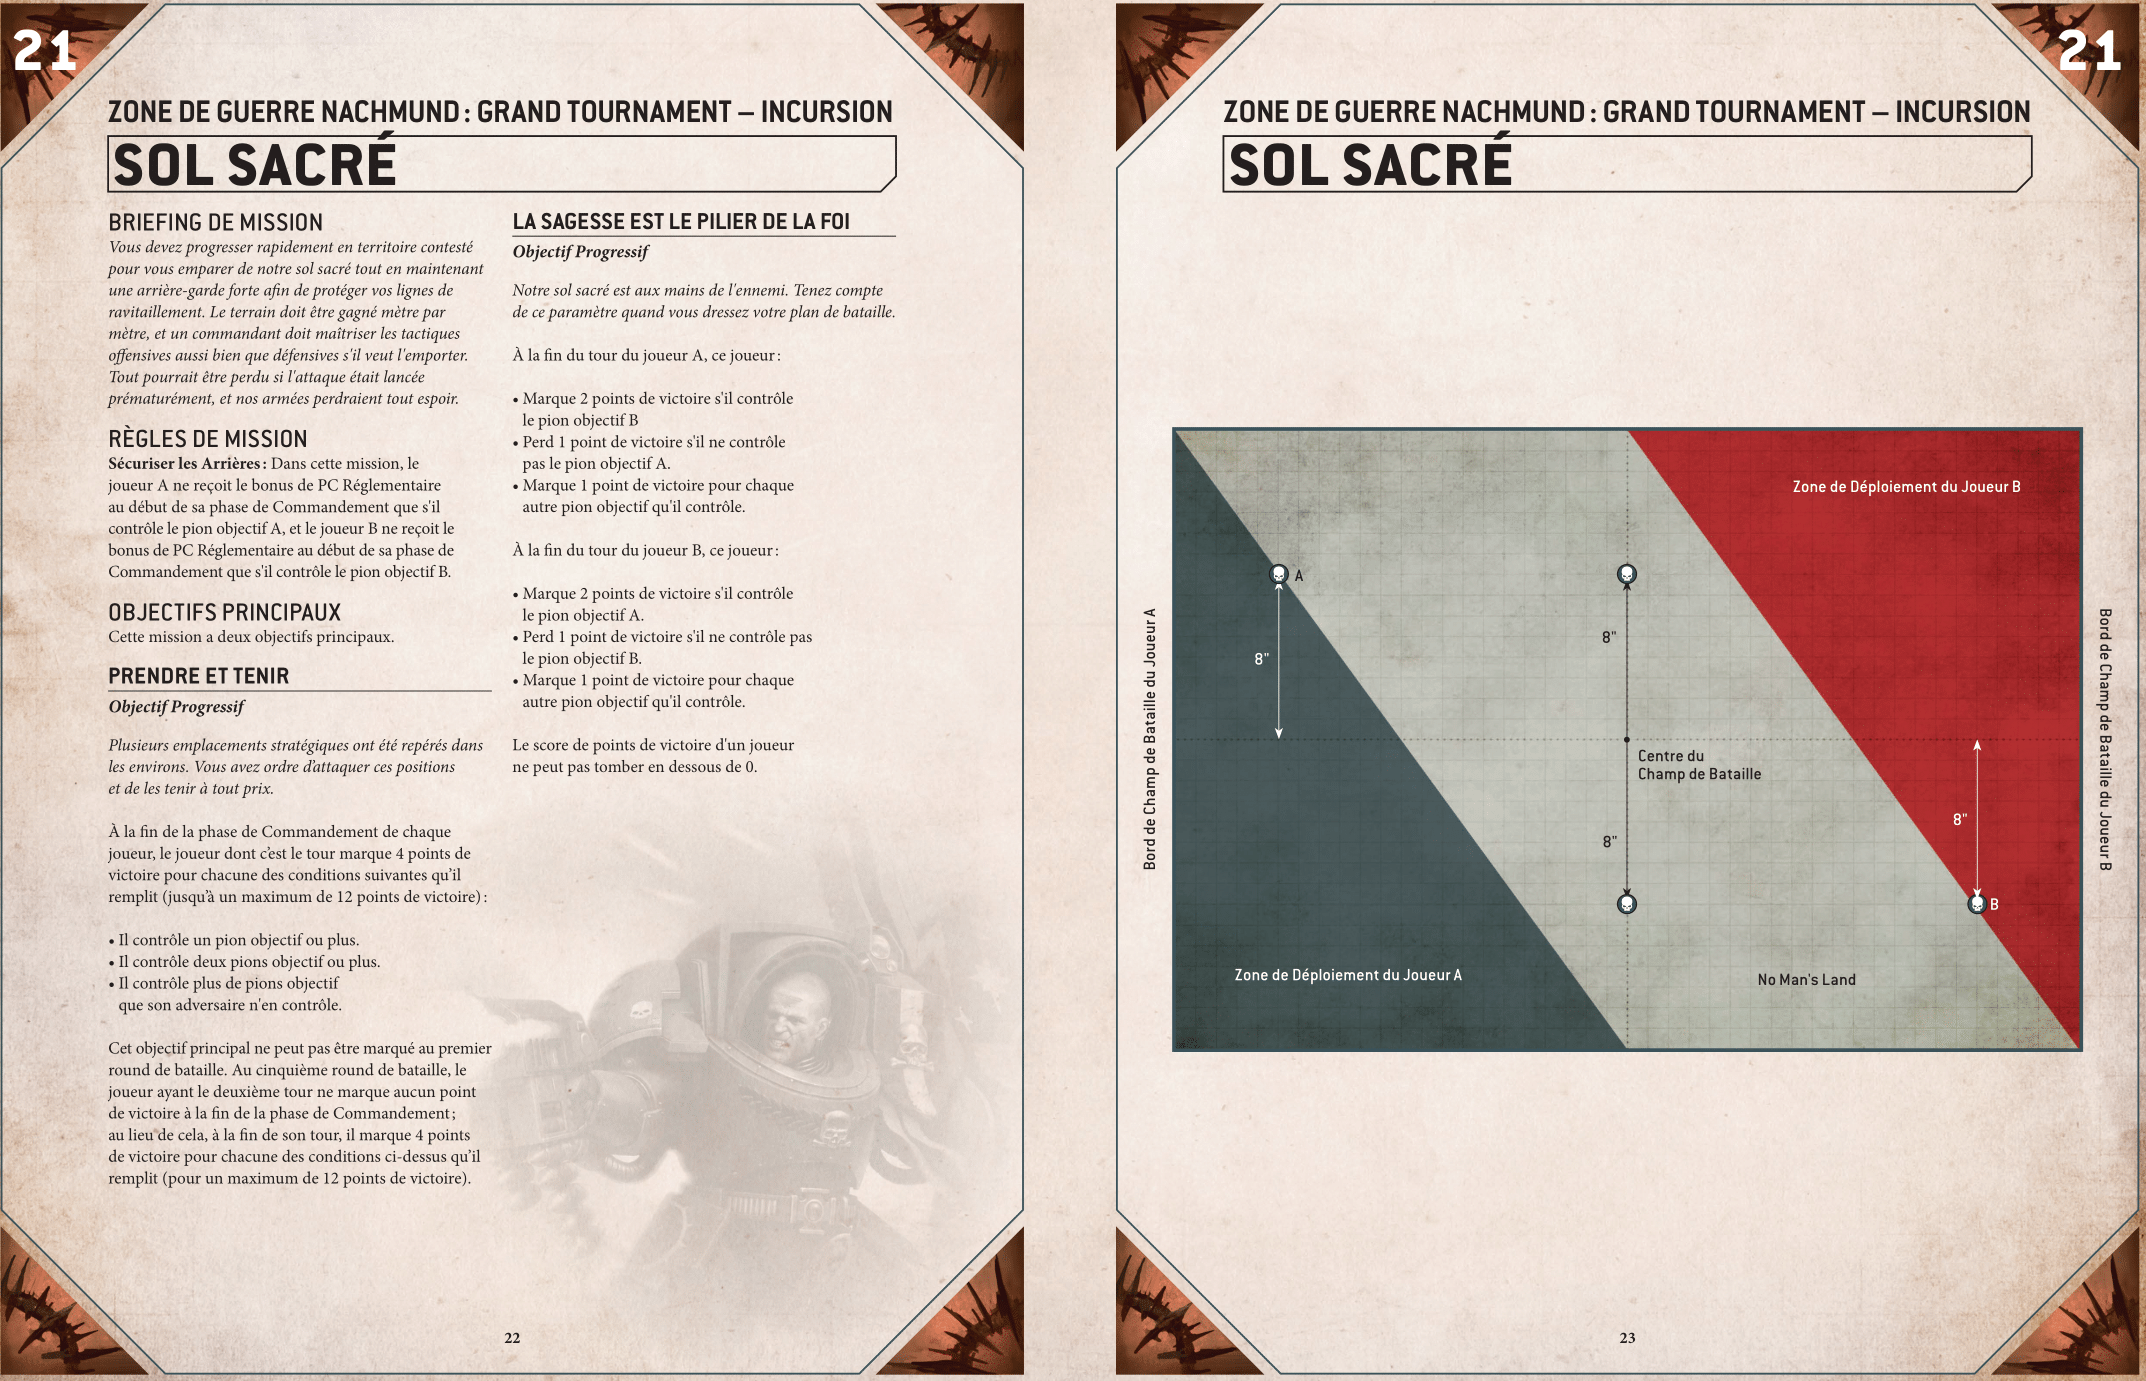 21
ZONE DE GUERRE NACHMUND : GRAND TOURNAMENT – INCURSION
SOL SACRÉ
BRIEFING DE MISSION
Vous devez progresser rapidement en territoire contesté
pour vous emparer de notre sol sacré tout en maintenant
une arrière-garde forte afin de protéger vos lignes de
ravitaillement. Le terrain doit être gagné mètre par
mètre, et un commandant doit maîtriser les tactiques
offensives aussi bien que défensives s'il veut l'emporter.
Tout pourrait être perdu si l'attaque était lancée
prématurément, et nos armées perdraient tout espoir.
RÈGLES DE MISSION
Sécuriser les Arrières : Dans cette mission, le
joueur A ne reçoit le bonus de PC Réglementaire
au début de sa phase de Commandement que s'il
contrôle le pion objectif A, et le joueur B ne reçoit le
bonus de PC Réglementaire au début de sa phase de
Commandement que s'il contrôle le pion objectif B.
OBJECTIFS PRINCIPAUX
Cette mission a deux objectifs principaux.
PRENDRE ET TENIR
Objectif Progressif
Plusieurs emplacements stratégiques ont été repérés dans
les environs. Vous avez ordre d'attaquer ces positions
et de les tenir à tout prix.
À la fin de la phase de Commandement de chaque
joueur, le joueur dont c'est le tour marque 4 points de
victoire pour chacune des conditions suivantes qu'il
remplit (jusqu'à un maximum de 12 points de victoire) :
• Il contrôle un pion objectif ou plus.
• Il contrôle deux pions objectif ou plus.
• Il contrôle plus de pions objectif
que son adversaire n'en contrôle.
Cet objectif principal ne peut pas être marqué au premier
round de bataille. Au cinquième round de bataille, le
joueur ayant le deuxième tour ne marque aucun point
de victoire à la fin de la phase de Commandement ;
au lieu de cela, à la fin de son tour, il marque 4 points
de victoire pour chacune des conditions ci-dessus qu'il
remplit (pour un maximum de 12 points de victoire).
LA SAGESSE EST LE PILIER DE LA FOI
Objectif Progressif
Notre sol sacré est aux mains de l'ennemi. Tenez compte
de ce paramètre quand vous dressez votre plan de bataille.
À la fin du tour du joueur A, ce joueur :
• Marque 2 points de victoire s'il contrôle
le pion objectif B
• Perd 1 point de victoire s'il ne contrôle
pas le pion objectif A.
• Marque 1 point de victoire pour chaque
autre pion objectif qu'il contrôle.
À la fin du tour du joueur B, ce joueur :
• Marque 2 points de victoire s'il contrôle
le pion objectif A.
• Perd 1 point de victoire s'il ne contrôle pas
le pion objectif B.
• Marque 1 point de victoire pour chaque
autre pion objectif qu'il contrôle.
Le score de points de victoire d'un joueur
ne peut pas tomber en dessous de 0.
22
21
ZONE DE GUERRE NACHMUND : GRAND TOURNAMENT – INCURSION
SOL SACRÉ
Zone de Déploiement du Joueur B
A
8"
8"
Bord de Champ de Bataille du Joueur A
Bord de Champ de Bataille du Joueur B
Centre du
Champ de Bataille
8"
8"
B
Zone de Déploiement du Joueur A
No Man's Land
23